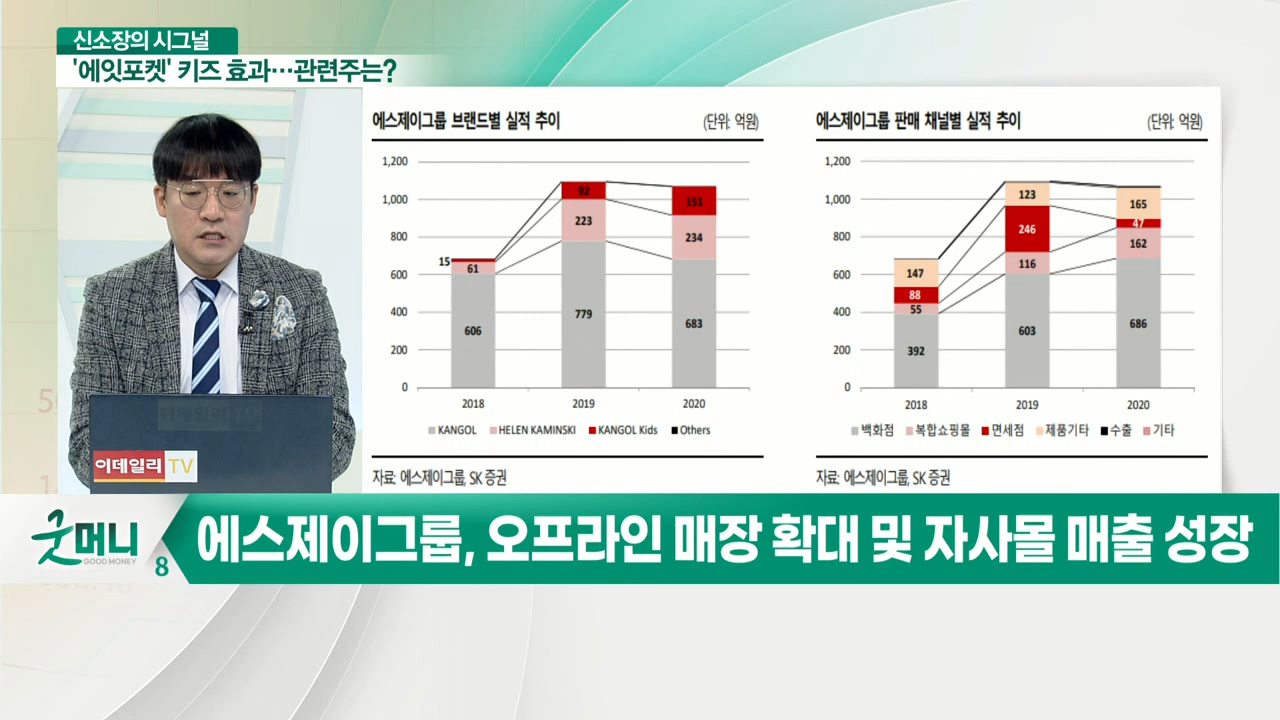 신소장의 시그널
'에잇포켓' 키즈 효과…관련주는?
에스제이그룹 브랜드별 실적 추이 (단위: 억원)
1,200
1,000
800
600
400
200
0
15
61
606
92
223
779
151
234
683
2018 2019 2020
KANGOL HELEN KAMINSKI KANGOL Kids Others
자료: 에스제이그룹, SK 증권
에스제이그룹 판매 채널별 실적 추이 (단위: 억원)
1,200
1,000
800
600
400
200
0
147
88
55
392
123
246
116
603
165
47
162
686
2018 2019 2020
백화점 복합쇼핑몰 면세점 제품기타 수출 기타
자료: 에스제이그룹, SK 증권
이데일리 TV
이데일리TV
굿머니
GOOD MONEY
8
에스제이그룹, 오프라인 매장 확대 및 자사몰 매출 성장